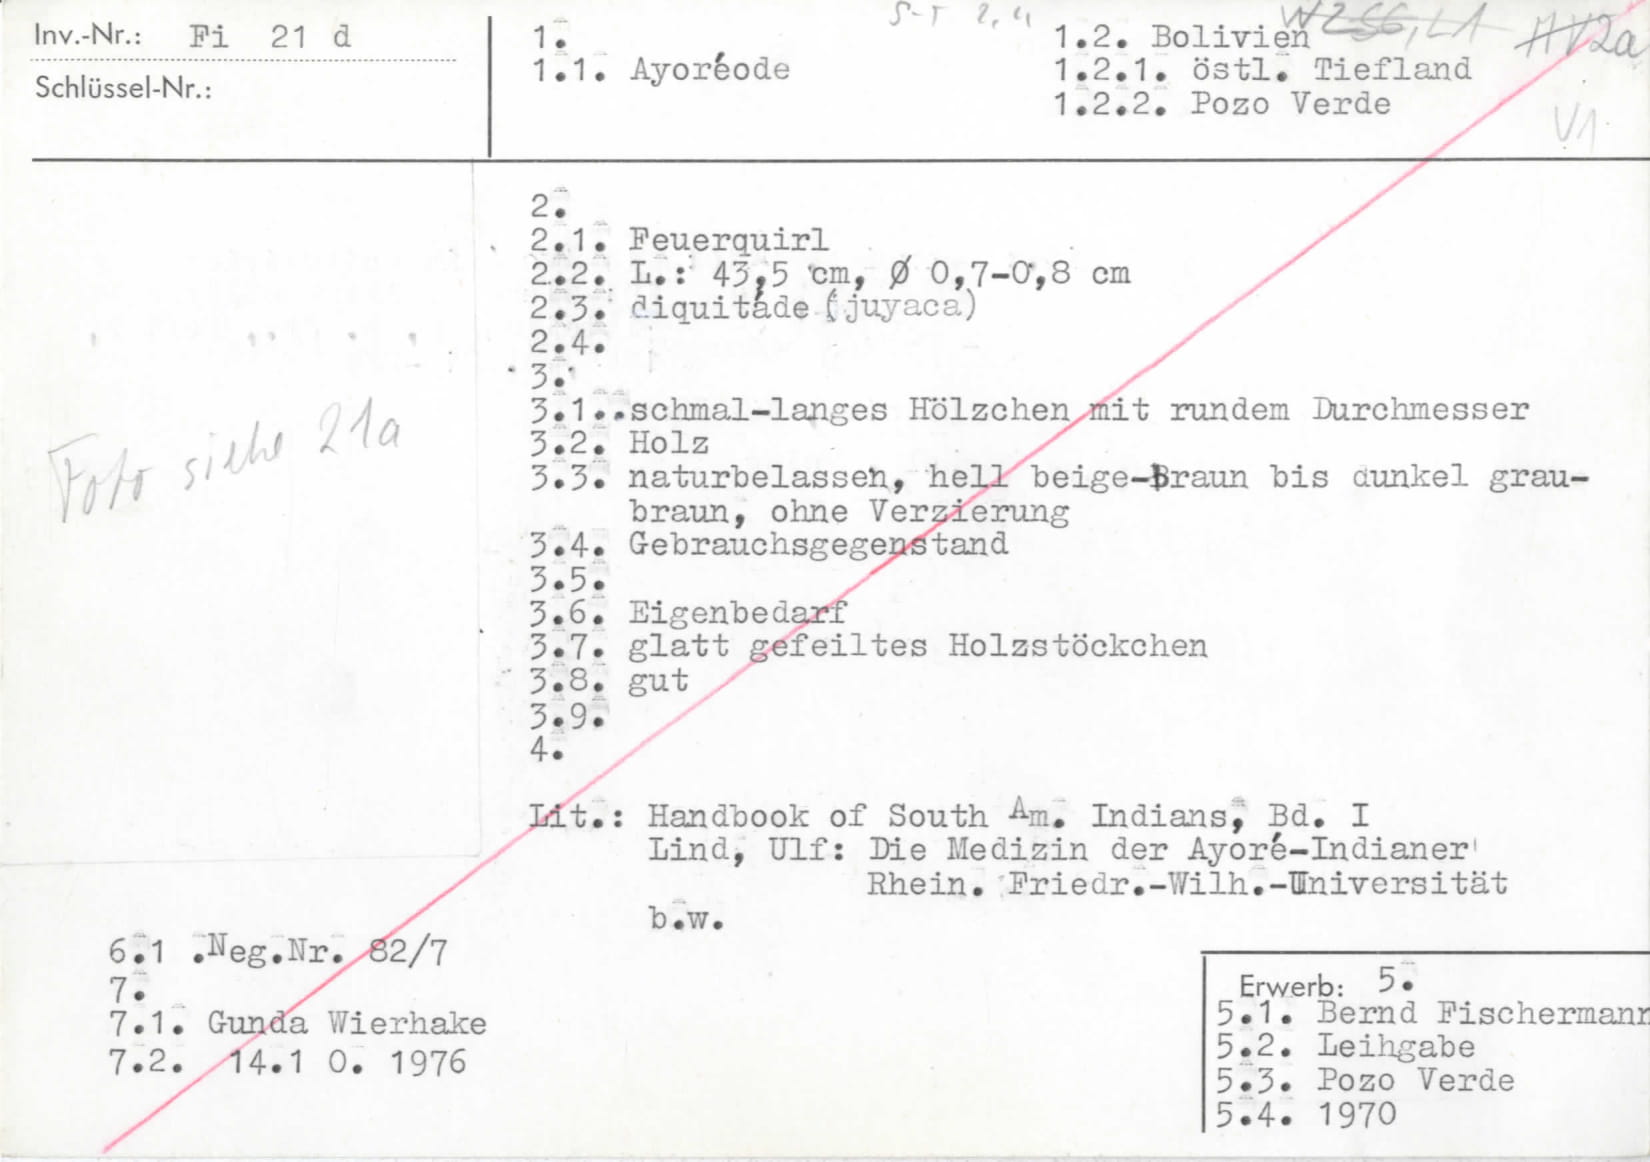 Inv.-Nr.: Fi 21 d
Schlüssel-Nr.:
1.
1.1. Ayoréode
1.2. Bolivien
1.2.1. östl. Tiefland
1.2.2. Pozo Verde
V1
2.
2.1. Feuerquirl
2.2. L.: 43,5 cm, Ø 0,7-0,8 cm
2.3. diquitáde (juyaca)
2.4.
3.
3.1. schmal-langes Hölzchen mit rundem Durchmesser
3.2. Holz
3.3. naturbelassen, hell beige-Braun bis dunkel grau-
braun, ohne Verzierung
3.4. Gebrauchsgegenstand
3.5.
3.6. Eigenbedarf
3.7. glatt gefeiltes Holzstöckchen
3.8. gut
3.9.
4.
Foto siehe 21a
Lit.: Handbook of South Am. Indians, Bd. I
Lind, Ulf: Die Medizin der Ayoré-Indianer
Rhein. Friedr.-Wilh.-Universität
b.w.
6.1 .Neg.Nr. 82/7
7.
7.1. Gunda Wierhake
7.2. 14.1 0. 1976
Erwerb: 5.
5.1. Bernd Fischermann
5.2. Leihgabe
5.3. Pozo Verde
5.4. 1970